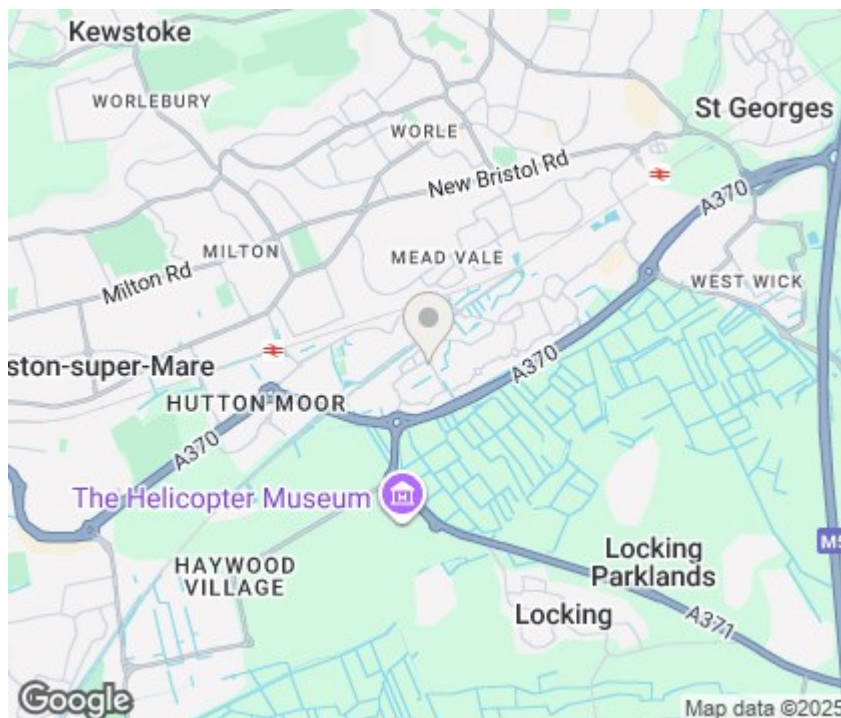 Kewstoke
WORLEBURY
St Georges
WORLE
New Bristol Rd
A370
MILTON
MEAD VALE
WEST WICK
Milton Rd
ston-super-Mare
A370
HUTTON MOOR
A370
The Helicopter Museum
M5
HAYWOOD
VILLAGE
Locking
Parklands
Locking
A371
Google
Map data ©2025